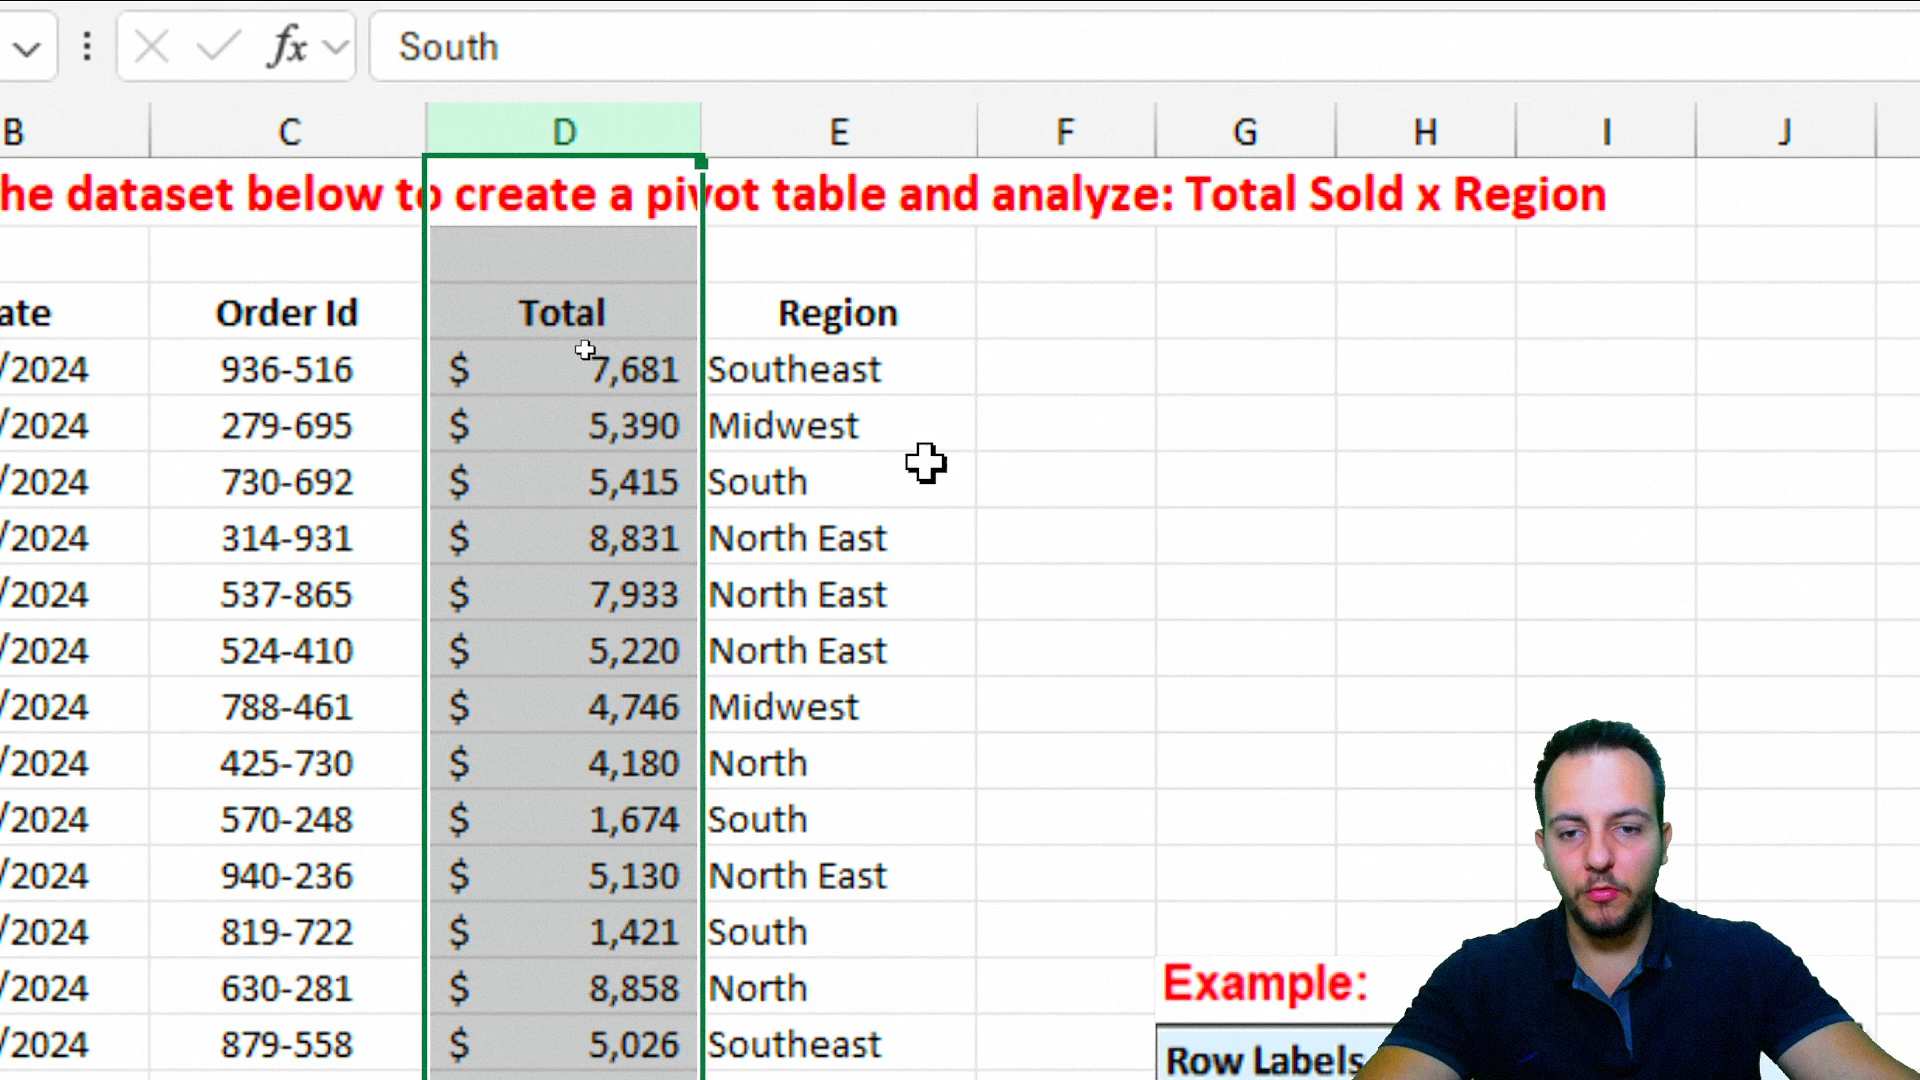 fx South
B C D E F G H I J
he dataset below to create a pivot table and analyze: Total Sold x Region
ate Order Id Total Region
/2024 936-516 $ 7,681 Southeast
/2024 279-695 $ 5,390 Midwest
/2024 730-692 $ 5,415 South
/2024 314-931 $ 8,831 North East
/2024 537-865 $ 7,933 North East
/2024 524-410 $ 5,220 North East
/2024 788-461 $ 4,746 Midwest
/2024 425-730 $ 4,180 North
/2024 570-248 $ 1,674 South
/2024 940-236 $ 5,130 North East
/2024 819-722 $ 1,421 South
/2024 630-281 $ 8,858 North
/2024 879-558 $ 5,026 Southeast
Example:
Row Labels